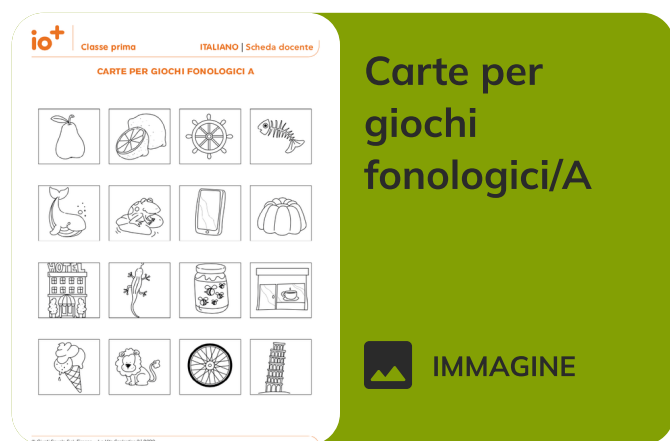 io+
Classe prima
ITALIANO | Scheda docente
CARTE PER GIOCHI FONOLOGICI A
HOTEL
Carte per
giochi
fonologici/A
IMMAGINE